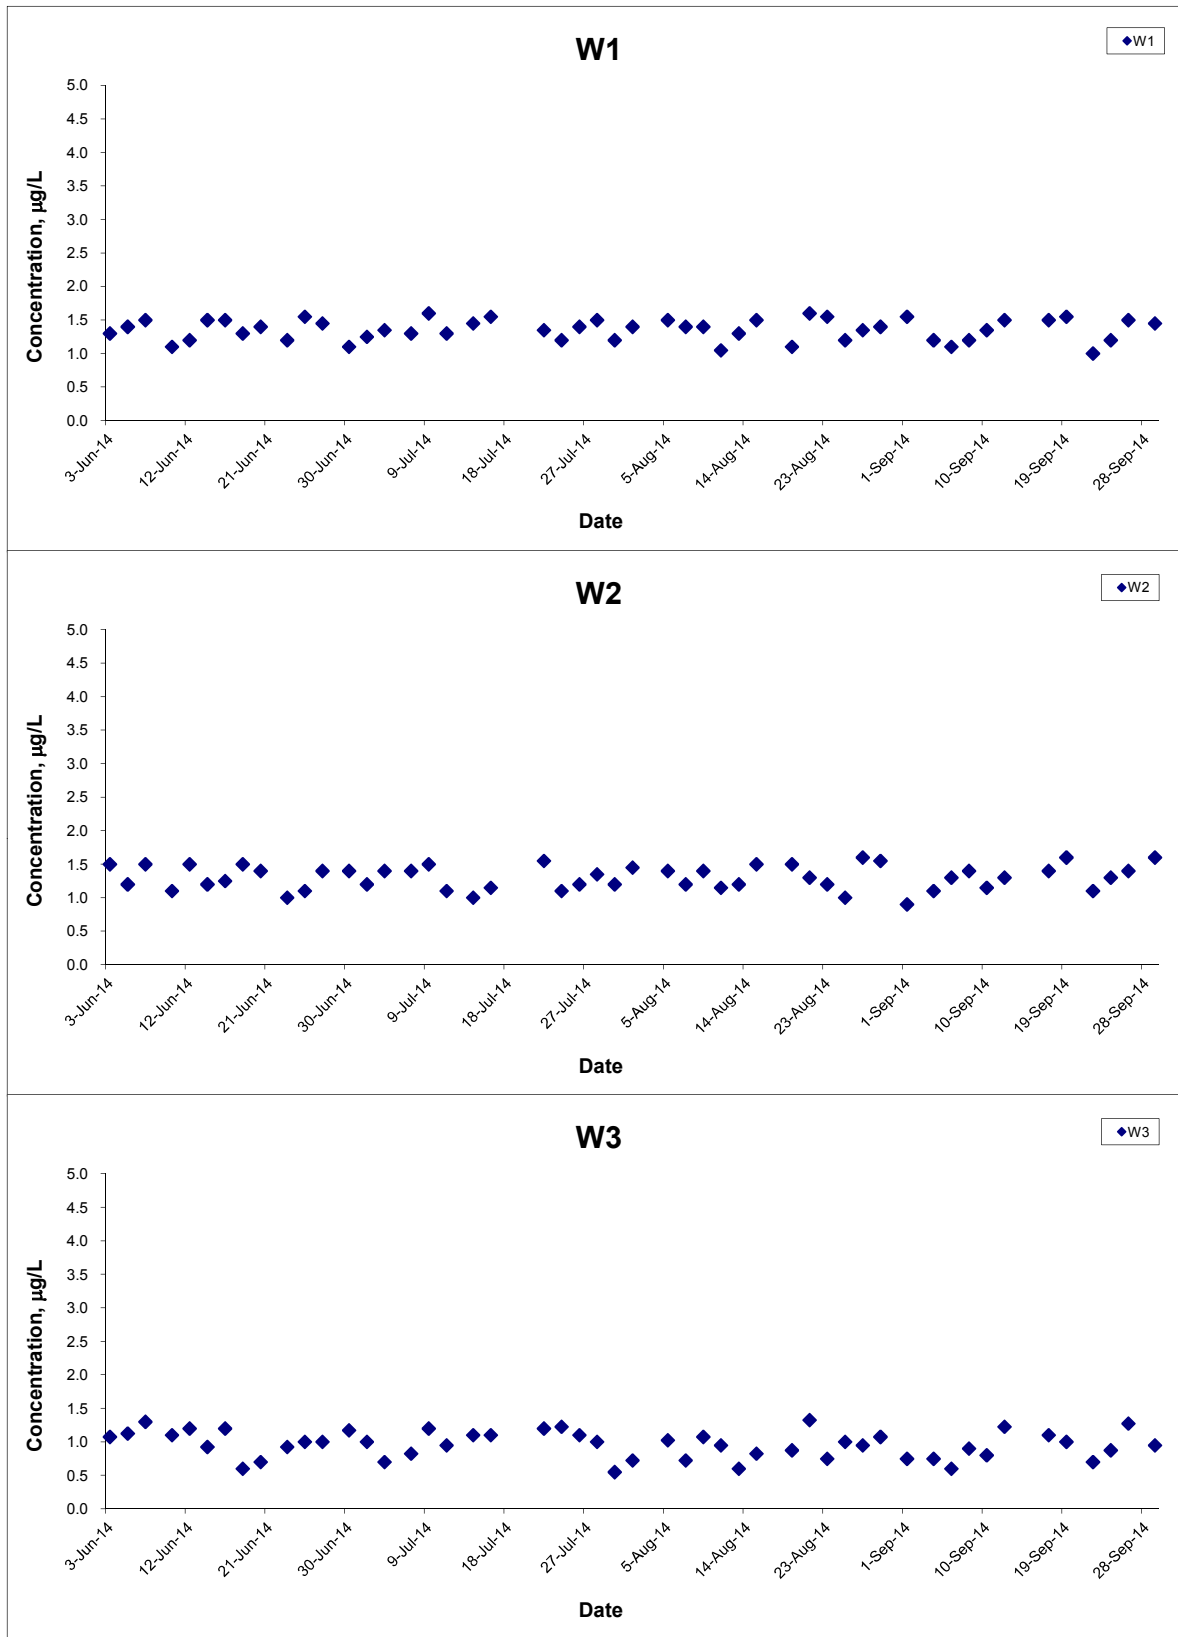 W1
W1
5.0
4.5
4.0
3.5
3.0
2.5
2.0
1.5
1.0
0.5
0.0
Concentration, µg/L
3-Jun-14
12-Jun-14
21-Jun-14
30-Jun-14
9-Jul-14
18-Jul-14
27-Jul-14
5-Aug-14
14-Aug-14
23-Aug-14
1-Sep-14
10-Sep-14
19-Sep-14
28-Sep-14
Date
W2
W2
5.0
4.5
4.0
3.5
3.0
2.5
2.0
1.5
1.0
0.5
0.0
Concentration, µg/L
3-Jun-14
12-Jun-14
21-Jun-14
30-Jun-14
9-Jul-14
18-Jul-14
27-Jul-14
5-Aug-14
14-Aug-14
23-Aug-14
1-Sep-14
10-Sep-14
19-Sep-14
28-Sep-14
Date
W3
W3
5.0
4.5
4.0
3.5
3.0
2.5
2.0
1.5
1.0
0.5
0.0
Concentration, µg/L
3-Jun-14
12-Jun-14
21-Jun-14
30-Jun-14
9-Jul-14
18-Jul-14
27-Jul-14
5-Aug-14
14-Aug-14
23-Aug-14
1-Sep-14
10-Sep-14
19-Sep-14
28-Sep-14
Date